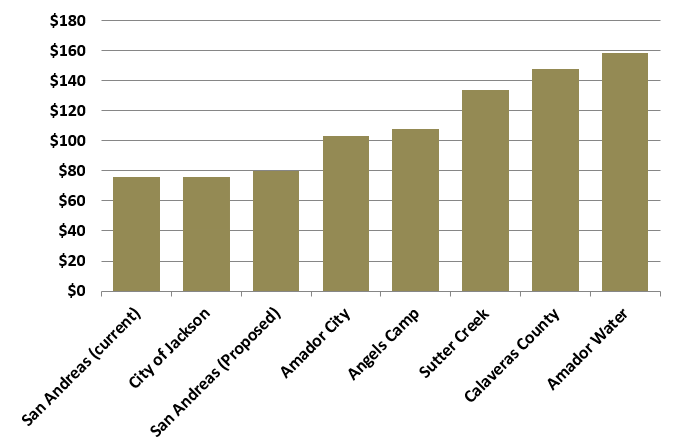 $180
$160
$140
$120
$100
$80
$60
$40
$20
$0
San Andreas (current)
City of Jackson
San Andreas (Proposed)
Amador City
Angels Camp
Sutter Creek
Calaveras County
Amador Water